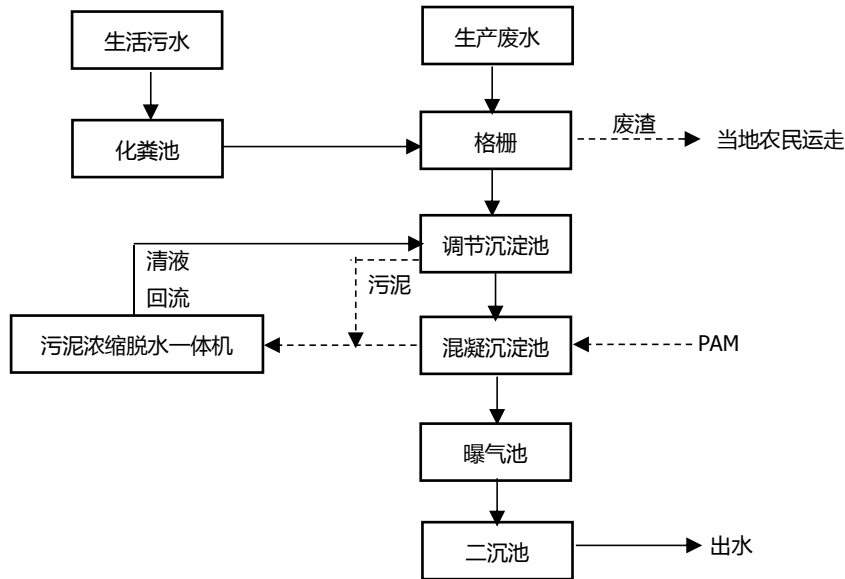 生活污水
生产废水
化粪池
格栅
废渣
当地农民运走
调节沉淀池
清液
回流
污泥
污泥浓缩脱水一体机
混凝沉淀池
PAM
曝气池
二沉池
出水